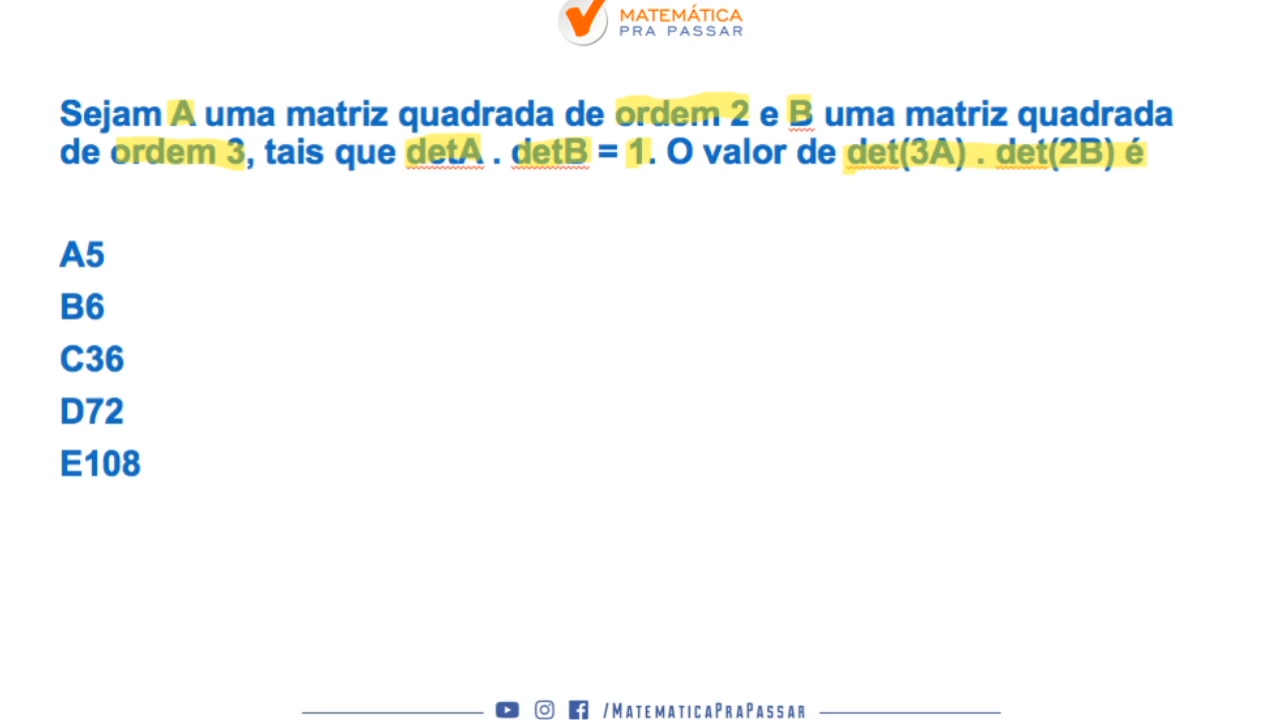 MATEMÁTICA
PRA PASSAR
Sejam A uma matriz quadrada de ordem 2 e B uma matriz quadrada
de ordem 3, tais que detA . detB = 1. O valor de det(3A) . det(2B) é
A5
B6
C36
D72
E108
/MATEMATICAPRAPASSAR